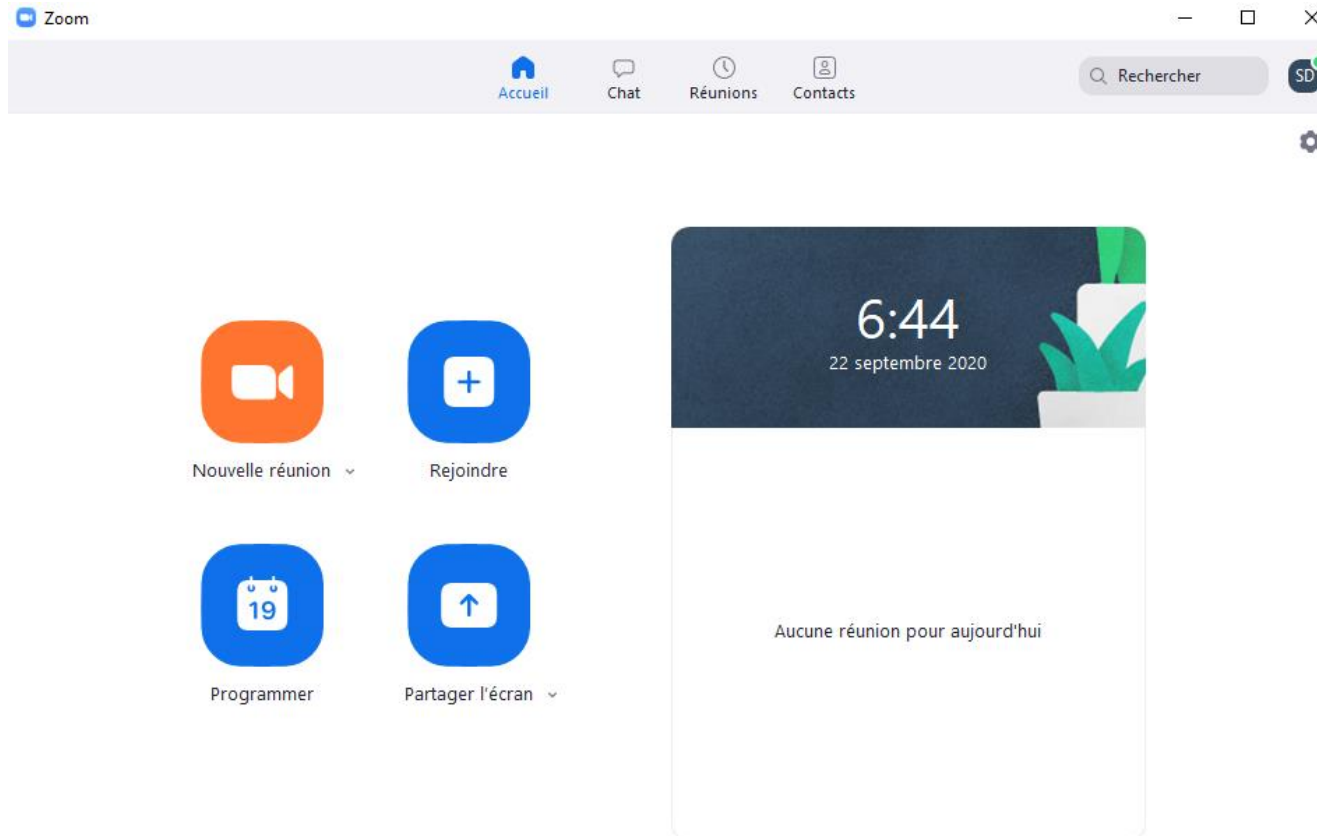 Zoom
Accueil
Chat
Réunions
Contacts
Rechercher
SD
6:44
22 septembre 2020
Nouvelle réunion
Rejoindre
19
Programmer
Partager l'écran
Aucune réunion pour aujourd'hui